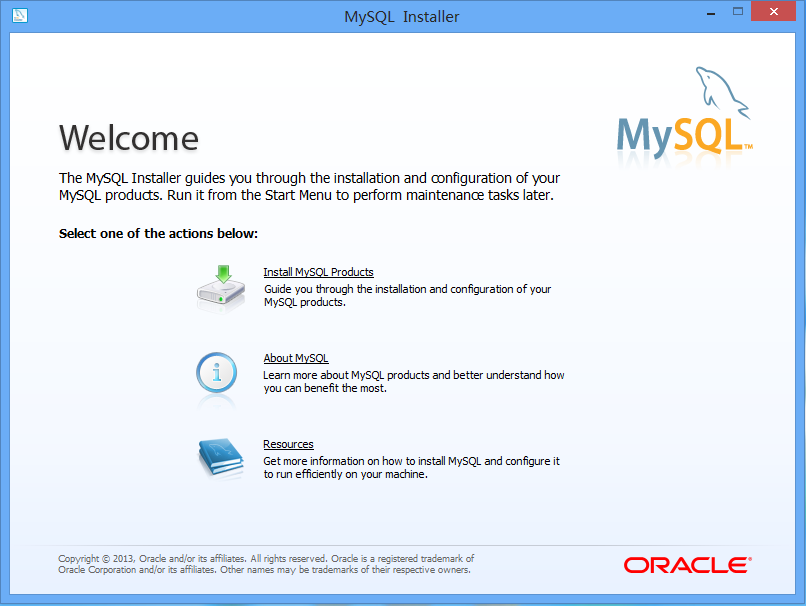 MySQL Installer
MySQL™
Welcome
The MySQL Installer guides you through the installation and configuration of your
MySQL products. Run it from the Start Menu to perform maintenance tasks later.
Select one of the actions below:
Install MySQL Products
Guide you through the installation and configuration of your
MySQL products.
About MySQL
Learn more about MySQL products and better understand how
you can benefit the most.
Resources
Get more information on how to install MySQL and configure it
to run efficiently on your machine.
Copyright © 2013, Oracle and/or its affiliates. All rights reserved. Oracle is a registered trademark of
Oracle Corporation and/or its affiliates. Other names may be trademarks of their respective owners.
ORACLE®